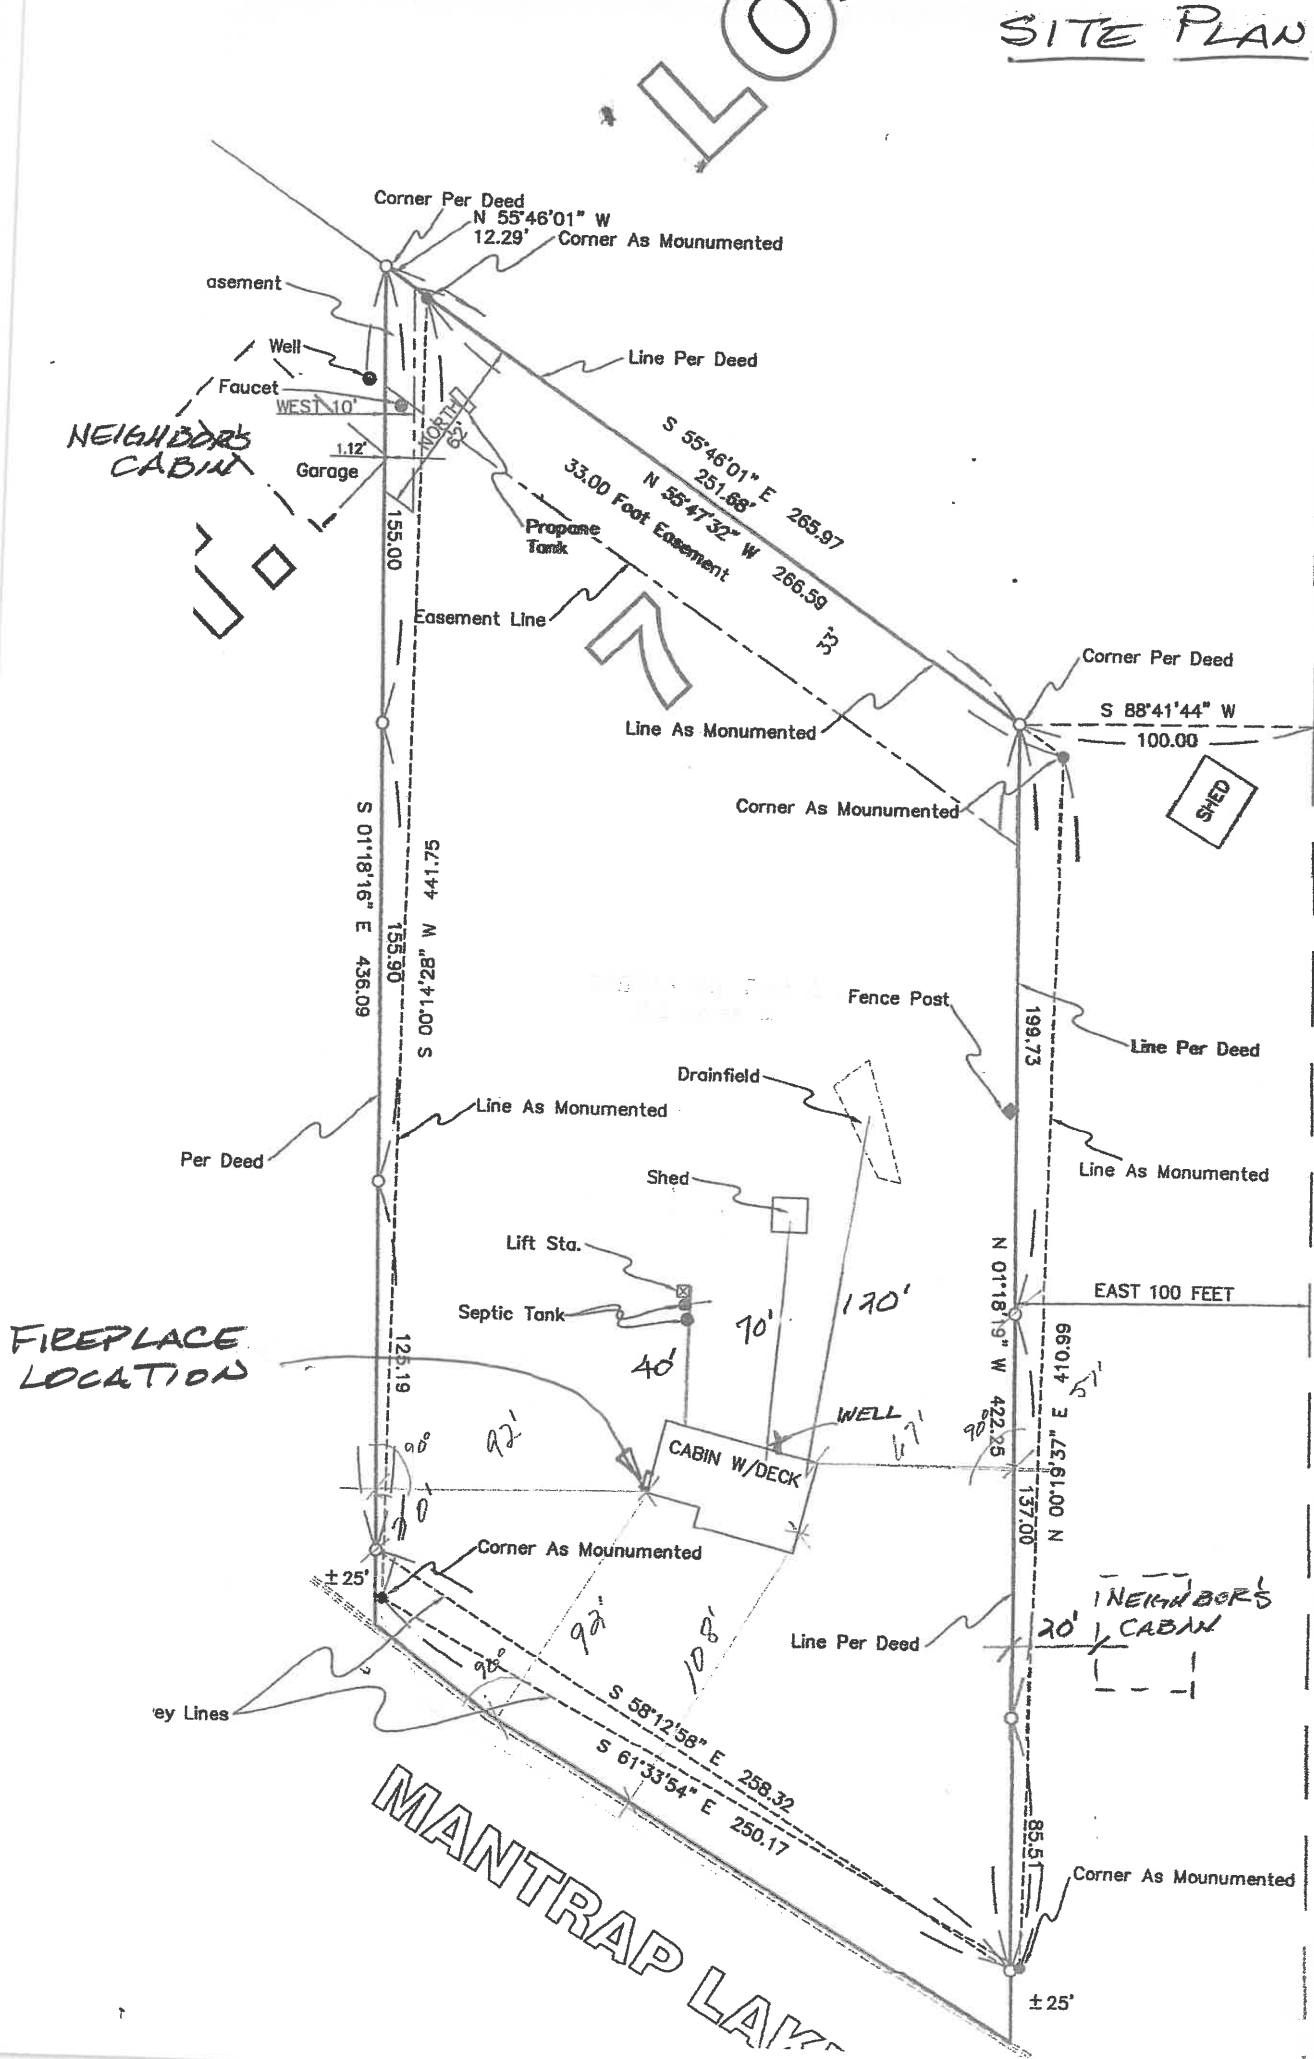 SITE PLAN
LO
Corner Per Deed
N 55°46'01" W
12.29'
Corner As Mounumented
asement
Well
Faucet
WEST 10'
NEIGHBOR'S
CABIN
1.12'
Garage
NORTH
62'
Line Per Deed
S 55°46'01" E 265.97
251.68'
N 55°47'32" W 266.59
33.00 Foot Easement
33'
Propane
Tank
155.00
Easement Line
7
Line As Monumented
Corner Per Deed
S 88°41'44" W
100.00
SHED
Corner As Mounumented
S 01°18'16" E 436.09
155.90
S 00°14'28" W 441.75
Fence Post
199.73
Line Per Deed
Drainfield
Line As Monumented
Per Deed
Line As Monumented
Shed
Lift Sta.
Septic Tank
EAST 100 FEET
N 01°18'19" W 422.25
N 00°19'37" E 410.99
FIREPLACE
LOCATION
125.19
40'
70'
120'
WELL
CABIN W/DECK
92'
90°
67'
90°
137.00
Corner As Mounumented
±25'
92'
108'
90°
Line Per Deed
20'
NEIGHBOR'S
CABIN
ey Lines
S 58°12'58" E 258.32
S 61°33'54" E 250.17
MANTRAP LAK
85.51
Corner As Mounumented
±25'